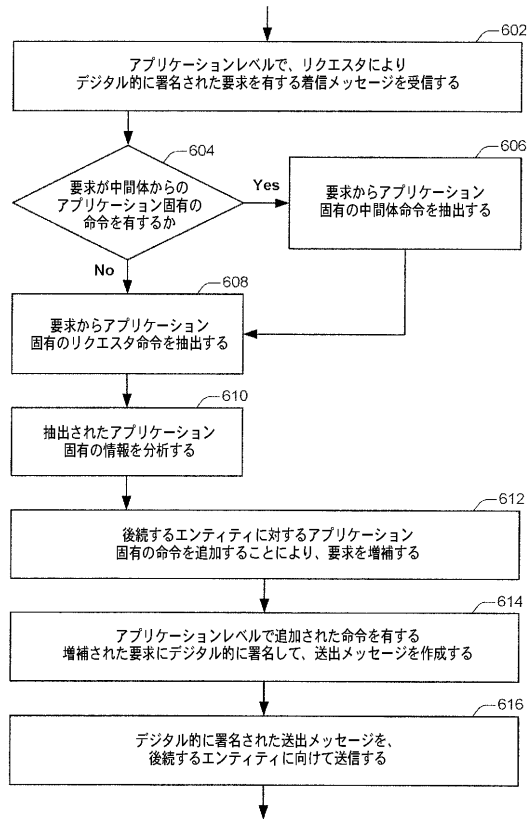 602
アプリケーションレベルで、リクエスタにより
デジタル的に署名された要求を有する着信メッセージを受信する
604
要求が中間体からの
アプリケーション固有の
命令を有するか
Yes
606
要求からアプリケーション
固有の中間体命令を抽出する
No
608
要求からアプリケーション
固有のリクエスタ命令を抽出する
610
抽出されたアプリケーション
固有の情報を分析する
612
後続するエンティティに対するアプリケーション
固有の命令を追加することにより、要求を増補する
614
アプリケーションレベルで追加された命令を有する
増補された要求にデジタル的に署名して、送出メッセージを作成する
616
デジタル的に署名された送出メッセージを、
後続するエンティティに向けて送信する